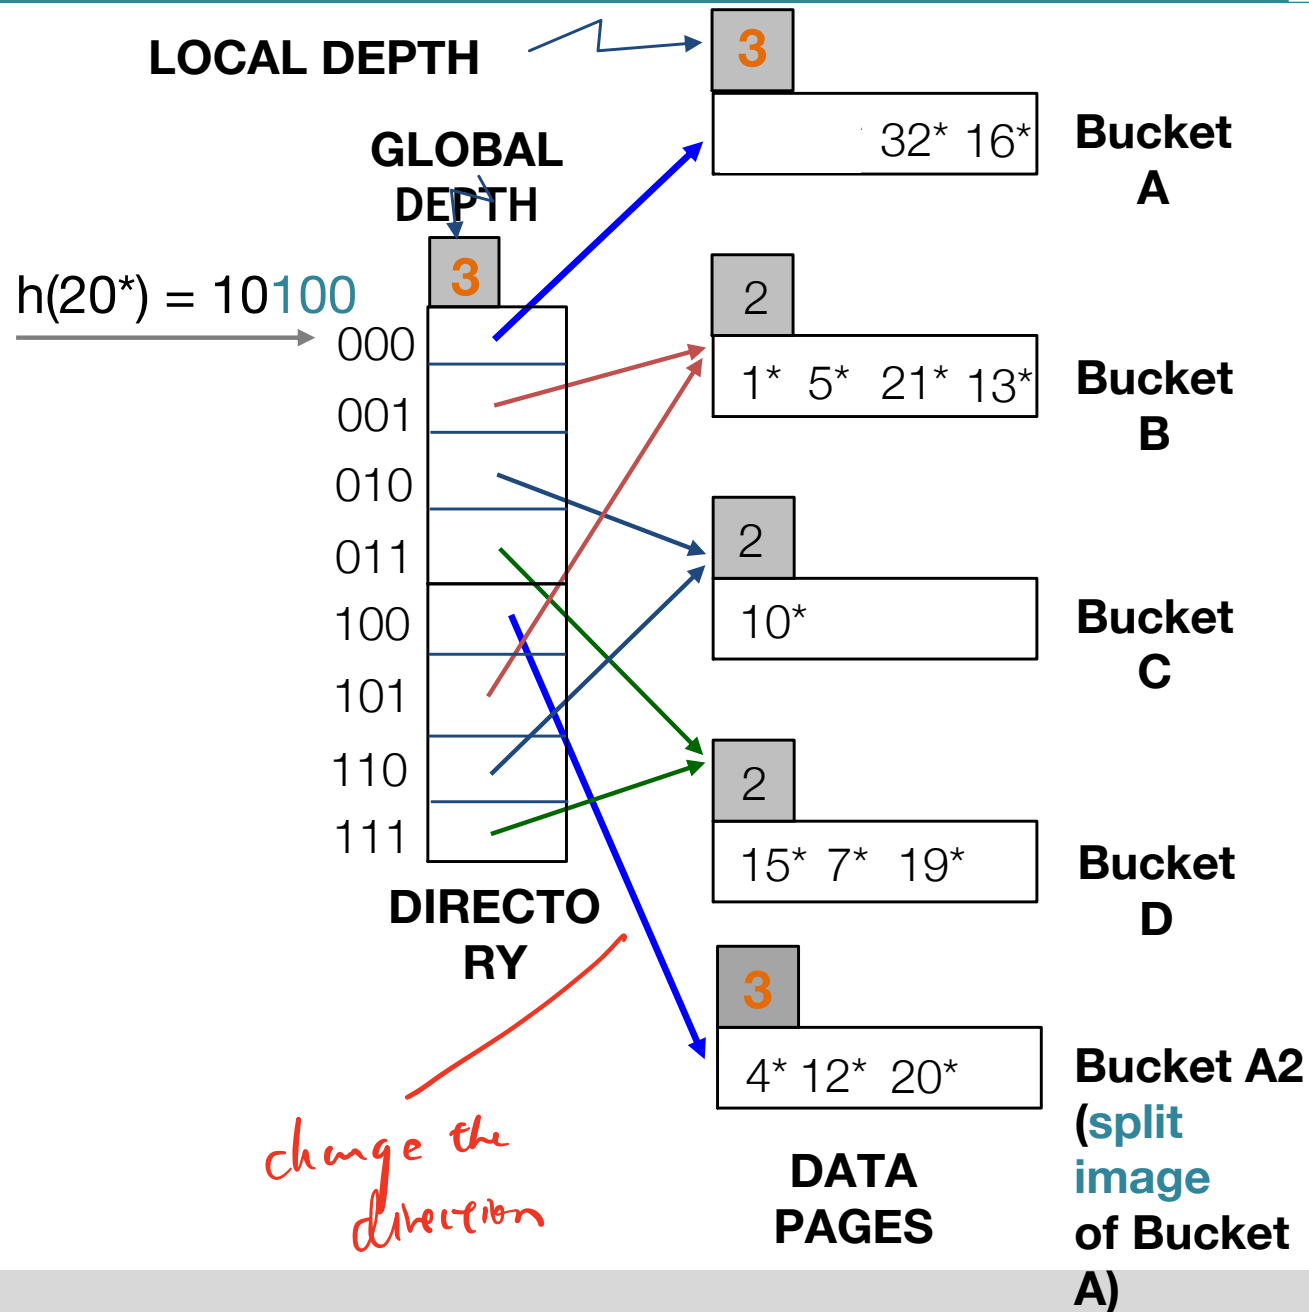 LOCAL DEPTH
3
32* 16*
Bucket
A
GLOBAL
DEPTH
3
h(20*) = 10100
000
001
010
011
100
101
110
111
DIRECTO
RY
2
1* 5* 21* 13*
Bucket
B
2
10*
Bucket
C
2
15* 7* 19*
Bucket
D
3
4* 12* 20*
Bucket A2
(split
image
of Bucket
A)
DATA
PAGES
change the
direction